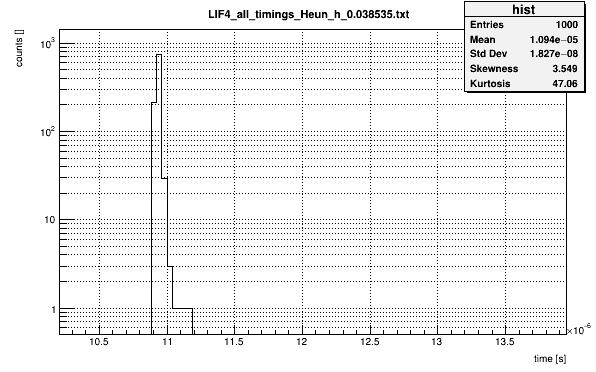 LIF4_all_timings_Heun_h_0.038535.txt
hist
Entries 1000
Mean 1.094e−05
Std Dev 1.827e−08
Skewness 3.549
Kurtosis 47.06
counts []
10³
10²
10
1
10.5 11 11.5 12 12.5 13 13.5
×10⁻⁶
time [s]